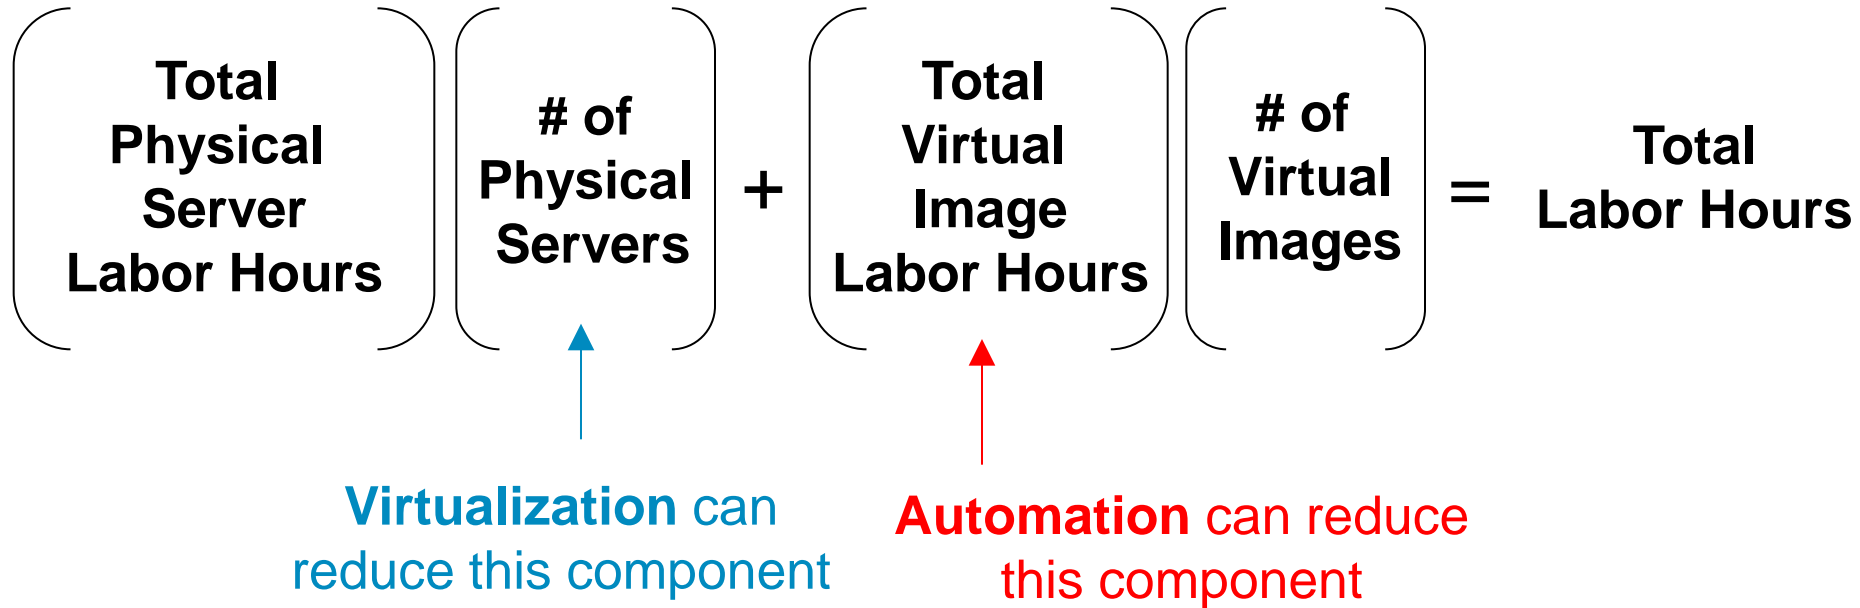 Total
Physical
Server
Labor Hours
# of
Physical
Servers
+
Total
Virtual
Image
Labor Hours
# of
Virtual
Images
=
Total
Labor Hours
Virtualization can
reduce this component
Automation can reduce
this component